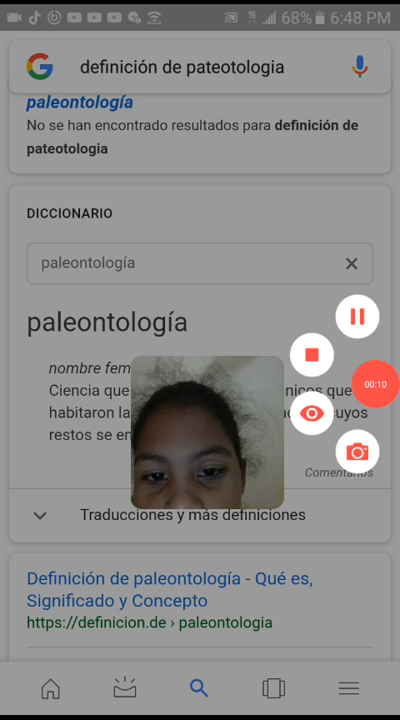 68% 6:48 PM
definición de pateotologia
paleontología
No se han encontrado resultados para definición de
pateotologia
DICCIONARIO
paleontología
paleontología
nombre fem
Ciencia que nicos que
habitaron la cuyos
restos se en
00:10
Comentarios
Traducciones y más definiciones
Definición de paleontología - Qué es,
Significado y Concepto
https://definicion.de › paleontologia